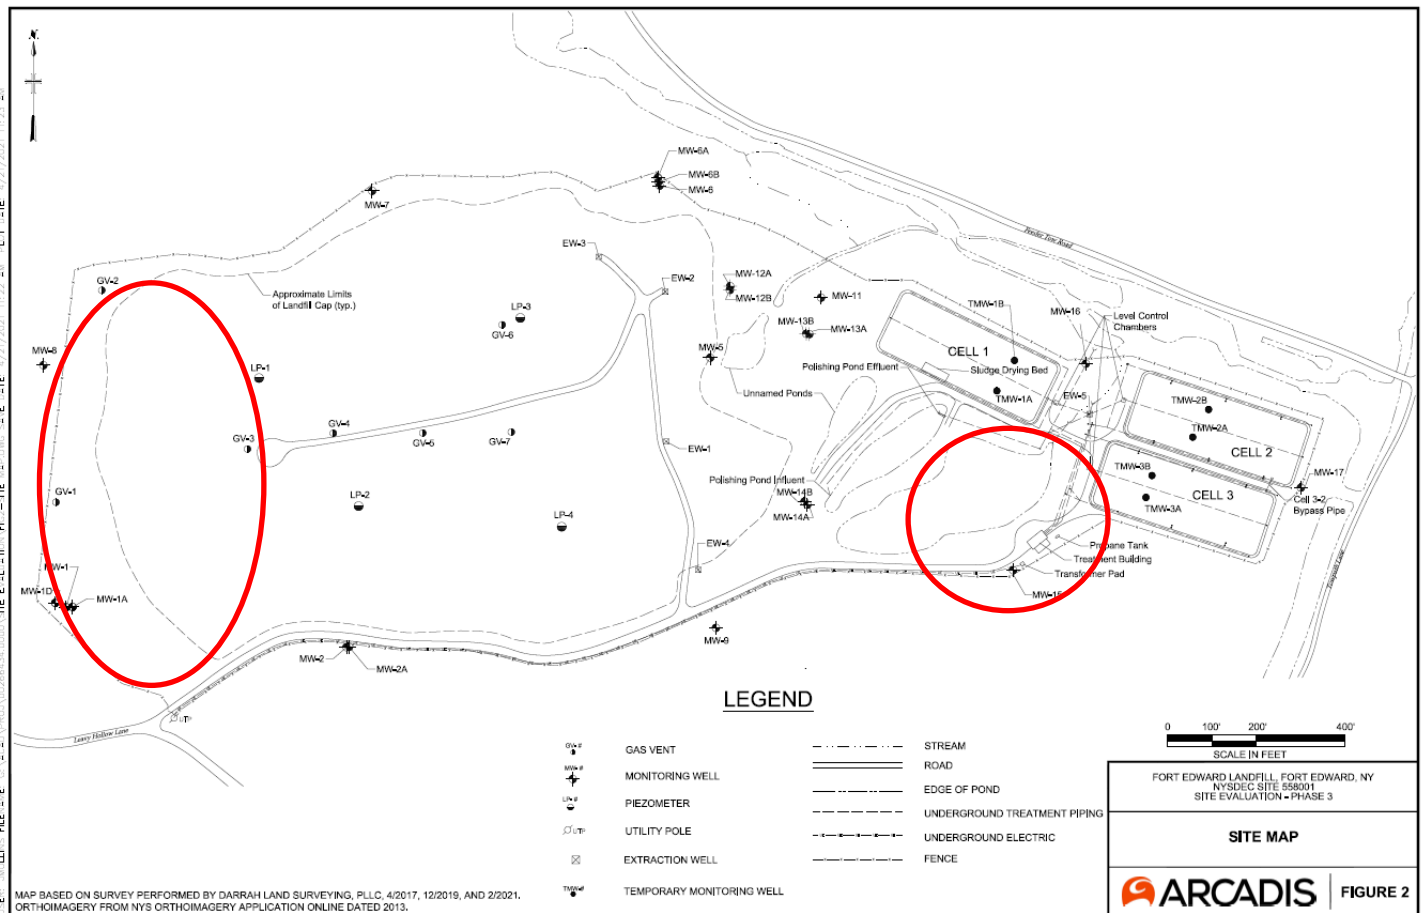 N
MW-6A
MW-6B
MW-6
MW-7
EW-3
Feeder Tow Road
GV-2
Approximate Limits
of Landfill Cap (typ.)
EW-2
MW-12A
MW-12B
MW-11
LP-3
GV-6
TMW-1B
MW-16
Level Control
Chambers
MW-13B
MW-13A
MW-8
MW-5
CELL 1
Polishing Pond Effluent
Sludge Drying Bed
LP-1
Unnamed Ponds
TMW-1A
EW-5
TMW-2B
GV-3
GV-4
GV-5
GV-7
TMW-2A
EW-1
CELL 2
TMW-3B
MW-17
Polishing Pond Influent
GV-1
LP-2
MW-14B
CELL 3
Cell 3-2
Bypass Pipe
TMW-3A
LP-4
MW-14A
EW-4
Propane Tank
Treatment Building
Transformer Pad
MW-1
MW-1D
MW-1A
MW-15
MW-9
MW-2
MW-2A
UTP
Leavy Hollow Lane
LEGEND
GV-#
GAS VENT
MW-#
MONITORING WELL
LP-#
PIEZOMETER
UTP
UTILITY POLE
EXTRACTION WELL
TMW-#
TEMPORARY MONITORING WELL
STREAM
ROAD
EDGE OF POND
UNDERGROUND TREATMENT PIPING
UNDERGROUND ELECTRIC
FENCE
0 100' 200' 400'
SCALE IN FEET
FORT EDWARD LANDFILL, FORT EDWARD, NY
NYSDEC SITE 558001
SITE EVALUATION - PHASE 3
SITE MAP
ARCADIS
FIGURE 2
MAP BASED ON SURVEY PERFORMED BY DARRAH LAND SURVEYING, PLLC, 4/2017, 12/2019, AND 2/2021.
ORTHOIMAGERY FROM NYS ORTHOIMAGERY APPLICATION ONLINE DATED 2013.